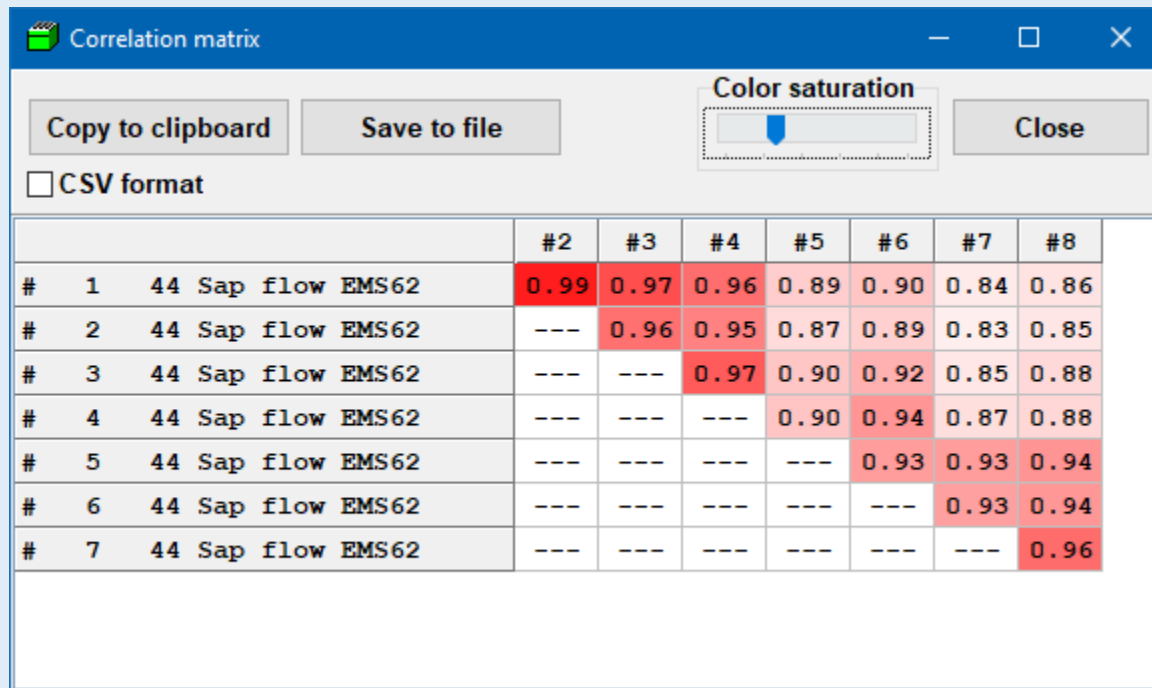 Correlation matrix
Color saturation
Copy to clipboard Save to file Close
CSV format
#2 #3 #4 #5 #6 #7 #8
# 1 44 Sap flow EMS62 0.99 0.97 0.96 0.89 0.90 0.84 0.86
# 2 44 Sap flow EMS62 --- 0.96 0.95 0.87 0.89 0.83 0.85
# 3 44 Sap flow EMS62 --- --- 0.97 0.90 0.92 0.85 0.88
# 4 44 Sap flow EMS62 --- --- --- 0.90 0.94 0.87 0.88
# 5 44 Sap flow EMS62 --- --- --- --- 0.93 0.93 0.94
# 6 44 Sap flow EMS62 --- --- --- --- --- 0.93 0.94
# 7 44 Sap flow EMS62 --- --- --- --- --- --- 0.96